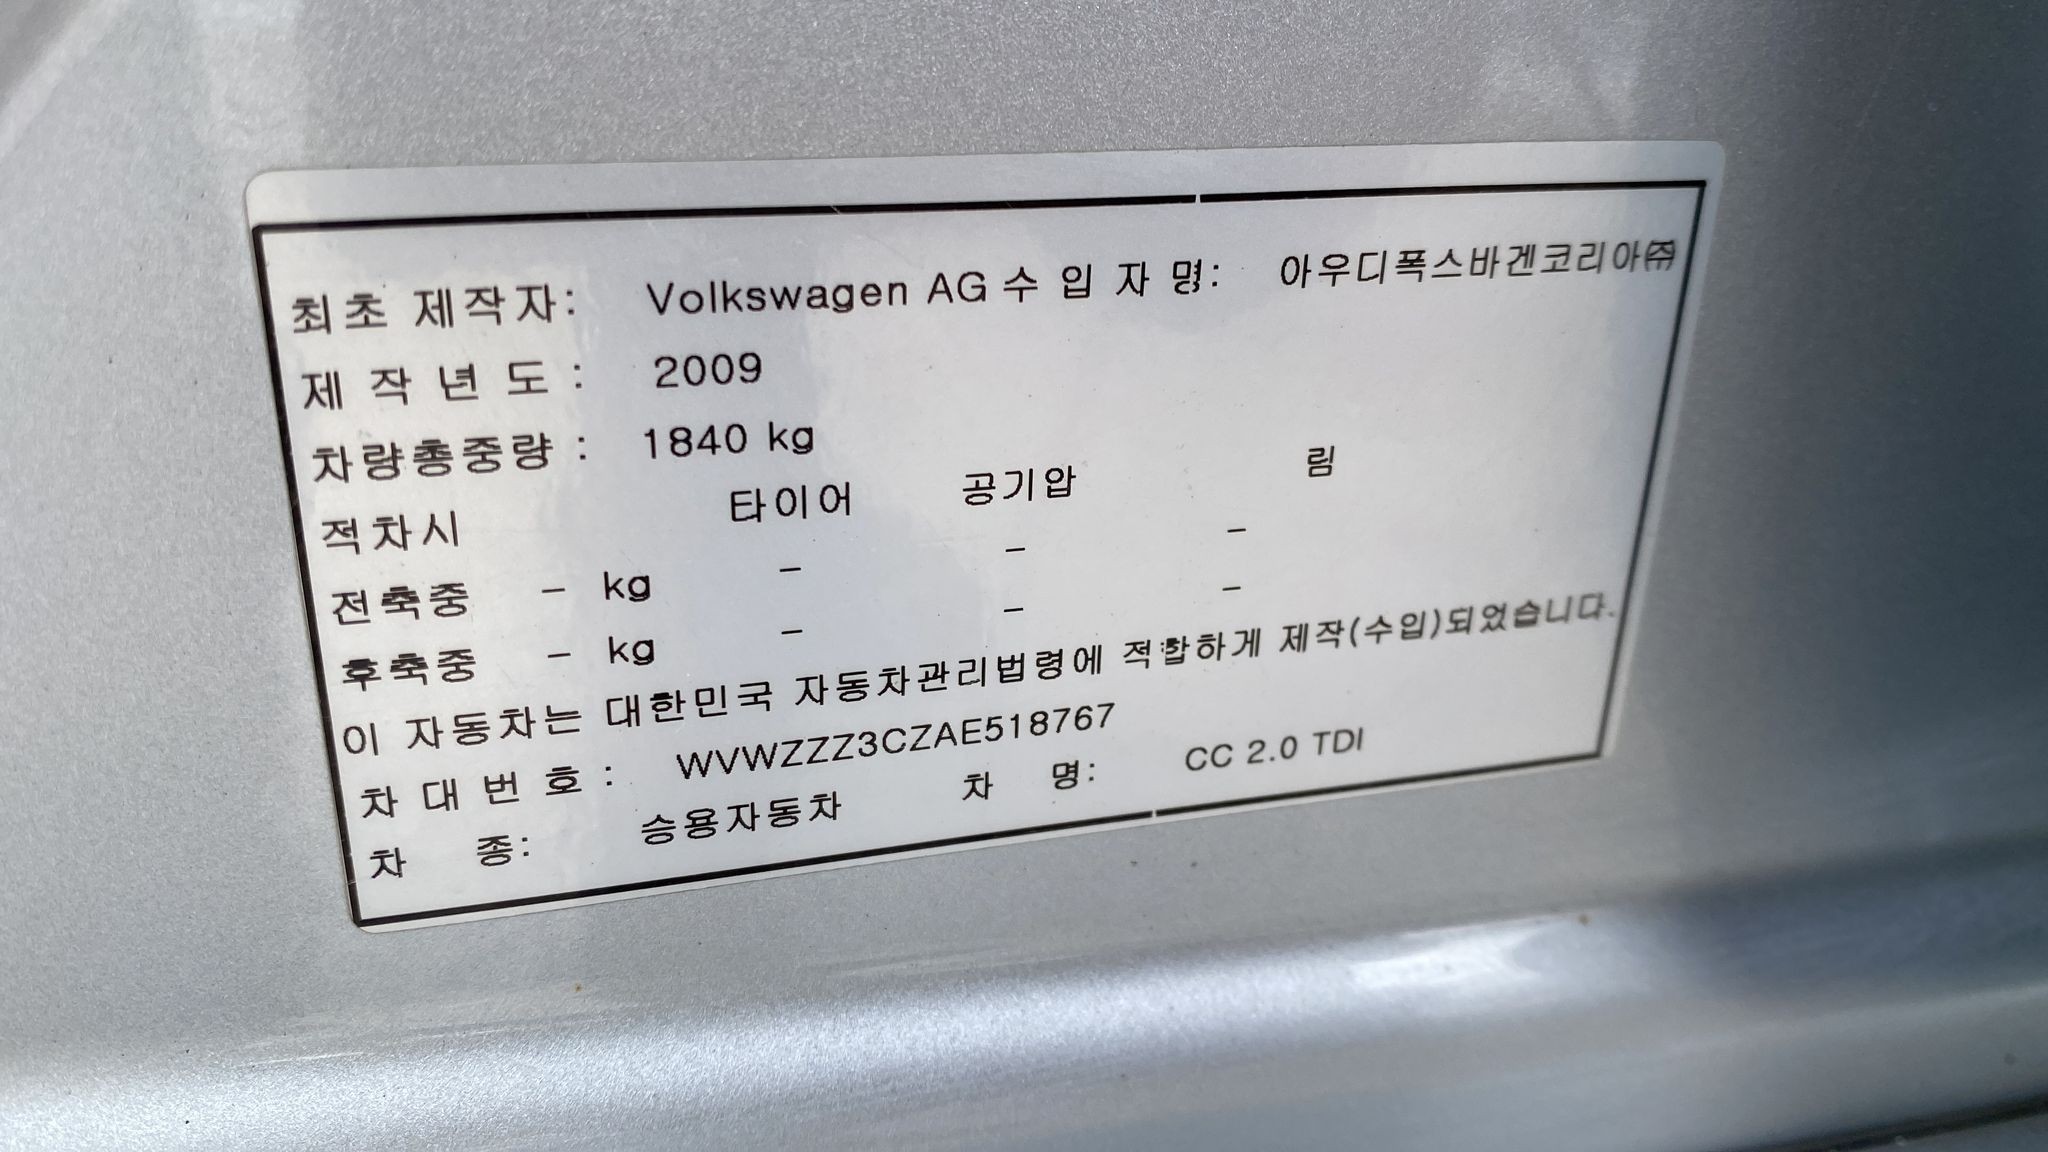 최초 제작자: Volkswagen AG 수 입 자 명: 아우디폭스바겐코리아㈜
제 작 년 도 : 2009
차량총중량 : 1840 kg
적차시 타이어 공기압 림
전축중 - kg - - -
후축중 - kg - - -
이 자동차는 대한민국 자동차관리법령에 적합하게 제작(수입)되었습니다.
차 대 번 호 : WVWZZZ3CZAE518767
차 종: 승용자동차 차 명: CC 2.0 TDI